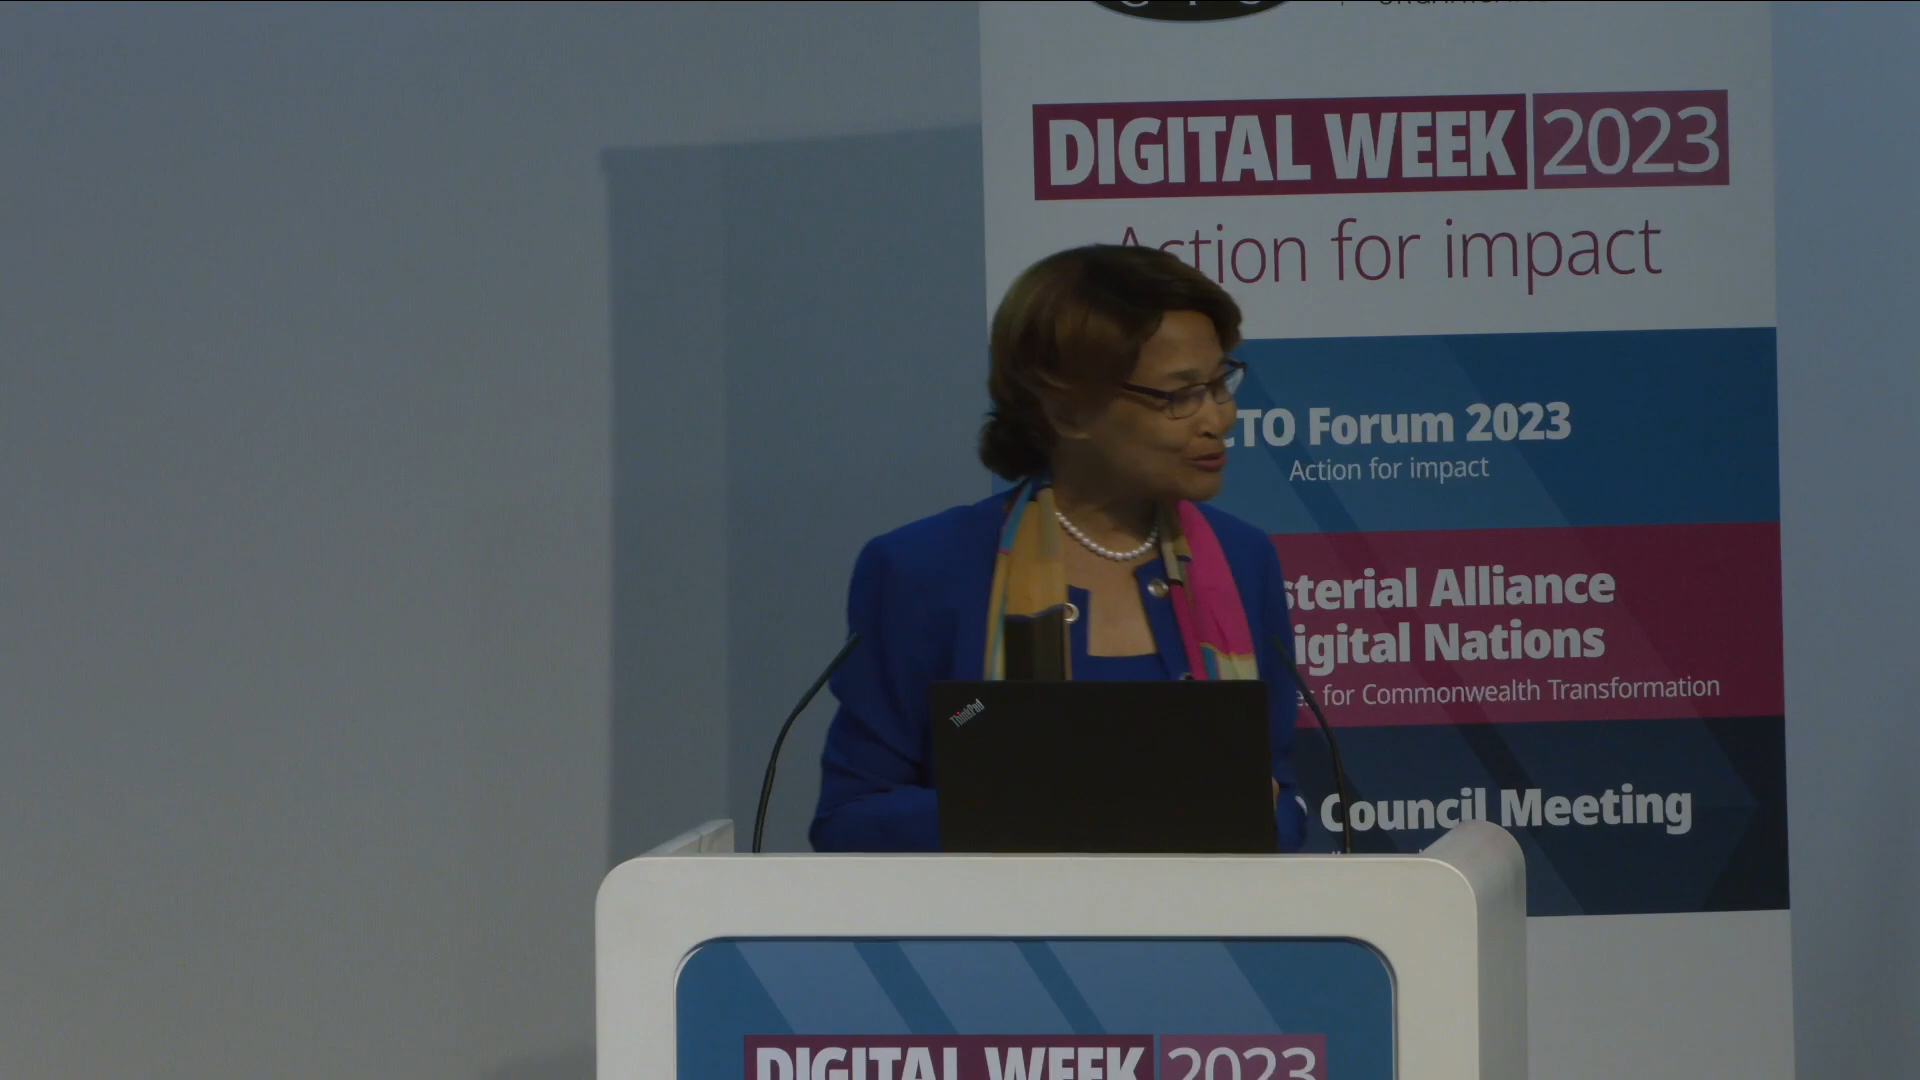 DIGITAL WEEK 2023
Action for impact
CTO Forum 2023
Action for impact
sterial Alliance
igital Nations
for Commonwealth Transformation
Council Meeting
ThinkPad
DIGITAL WEEK 2023